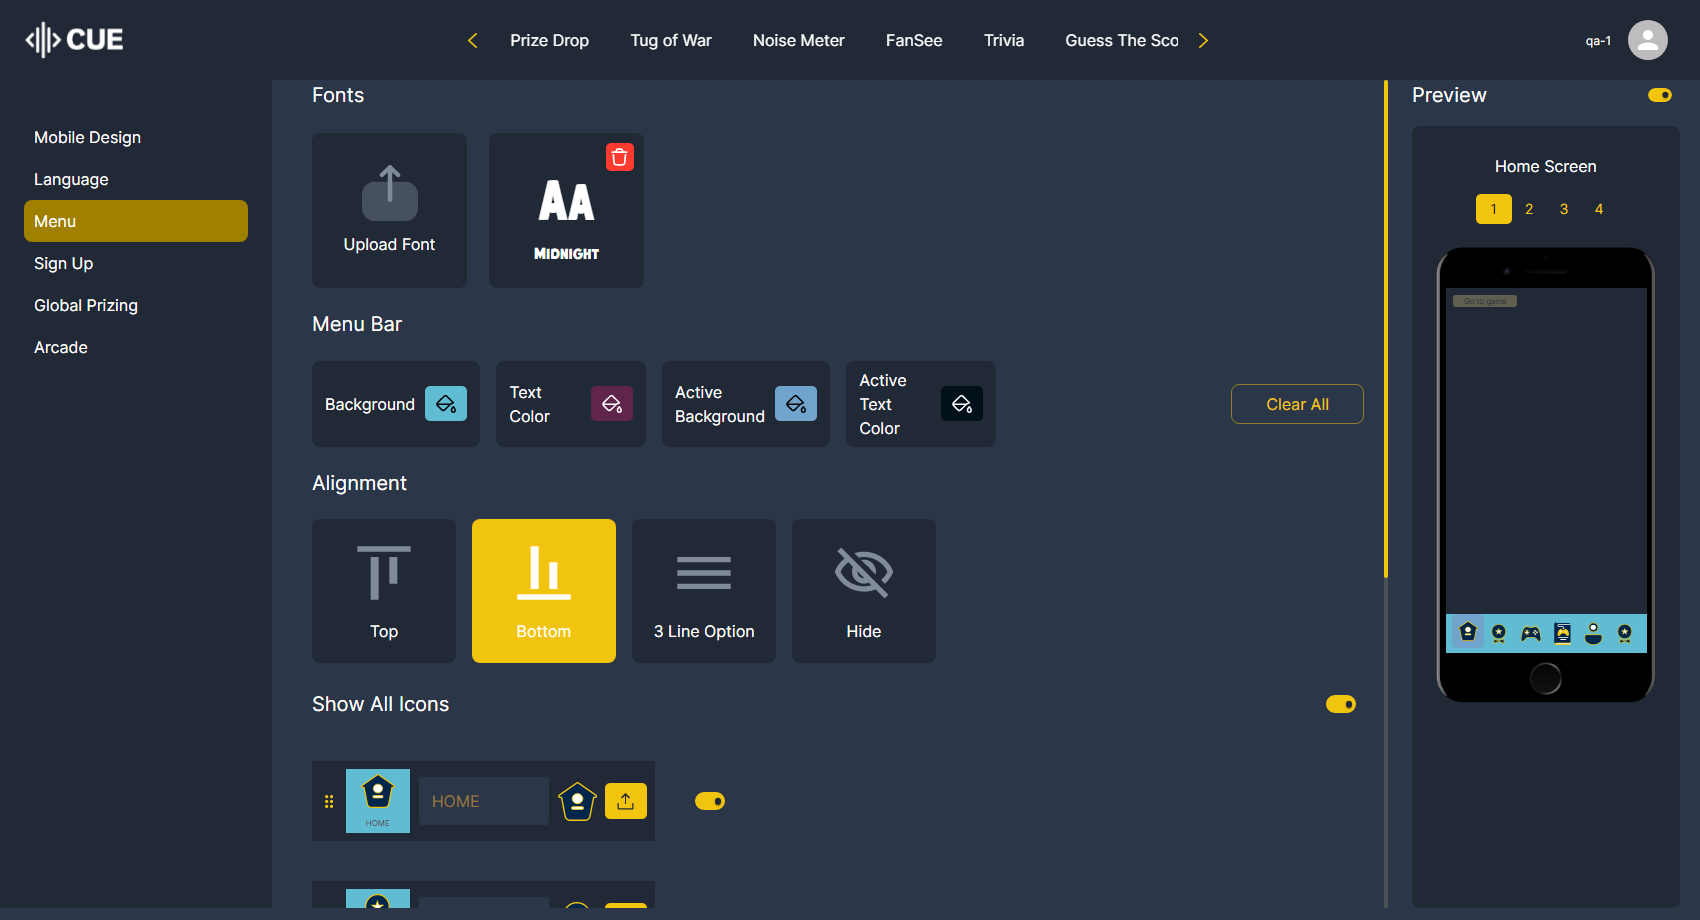 CUE
Prize Drop
Tug of War
Noise Meter
FanSee
Trivia
Guess The Sco
qa-1
Mobile Design
Language
Menu
Sign Up
Global Prizing
Arcade
Fonts
Upload Font
AA
MIDNIGHT
Menu Bar
Background
Text
Color
Active
Background
Active
Text
Color
Clear All
Alignment
Top
Bottom
3 Line Option
Hide
Show All Icons
HOME
HOME
Preview
Home Screen
1 2 3 4
Go to game